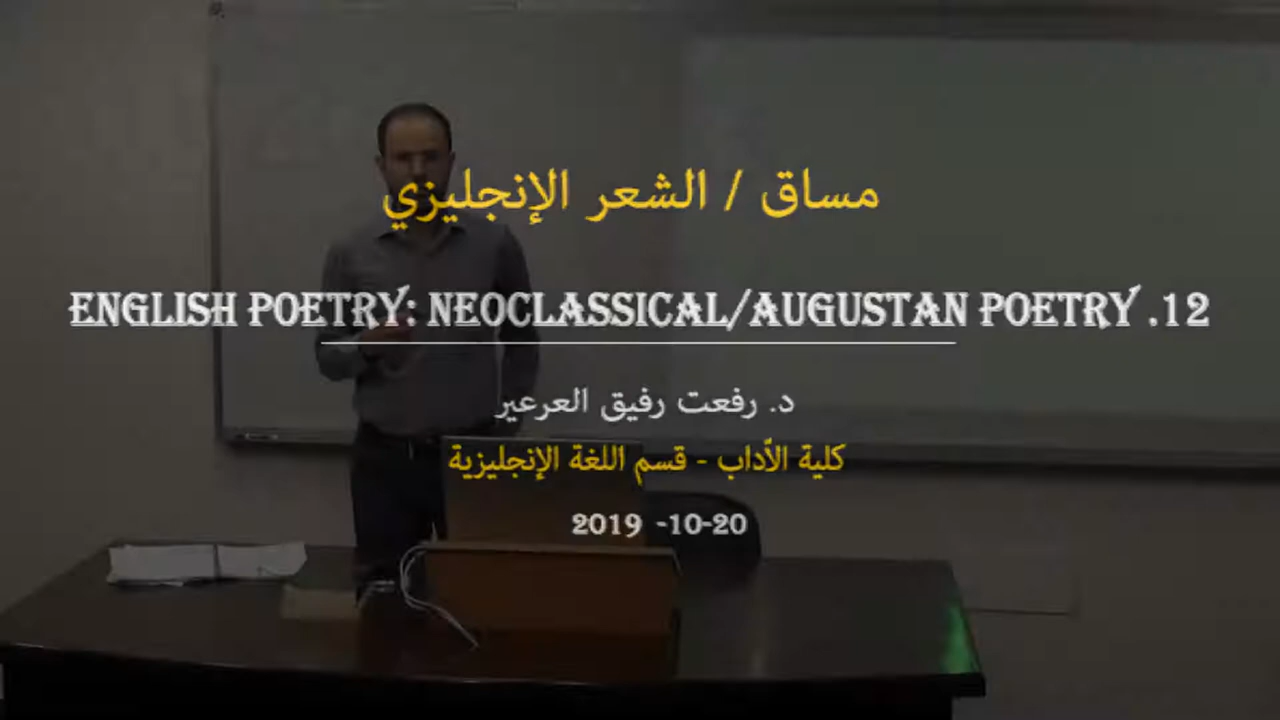 مساق / الشعر الإنجليزي
ENGLISH POETRY: NEOCLASSICAL/AUGUSTAN POETRY .12
د. رفعت رفيق العرعير
كلية الأداب - قسم اللغة الإنجليزية
2019 -10-20